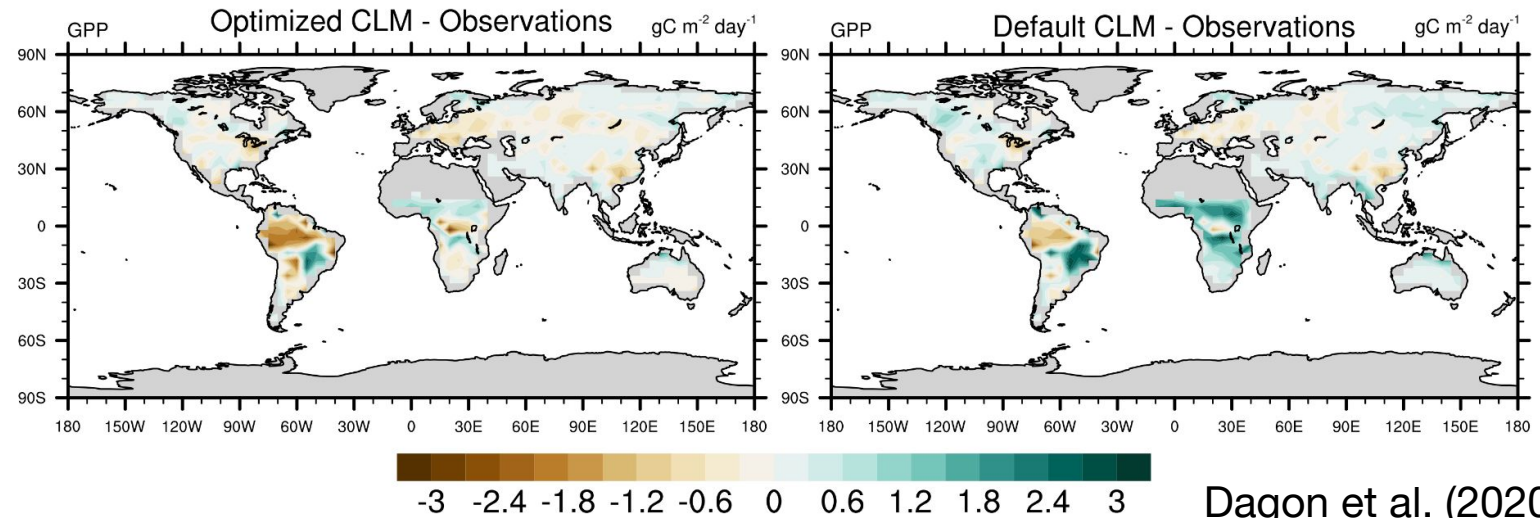 GPP Optimized CLM - Observations gC m⁻² day⁻¹
90N
60N
30N
0
30S
60S
90S
180 150W 120W 90W 60W 30W 0 30E 60E 90E 120E 150E 180
GPP Default CLM - Observations gC m⁻² day⁻¹
90N
60N
30N
0
30S
60S
90S
180 150W 120W 90W 60W 30W 0 30E 60E 90E 120E 150E 180
-3 -2.4 -1.8 -1.2 -0.6 0 0.6 1.2 1.8 2.4 3
Dagon et al. (2020